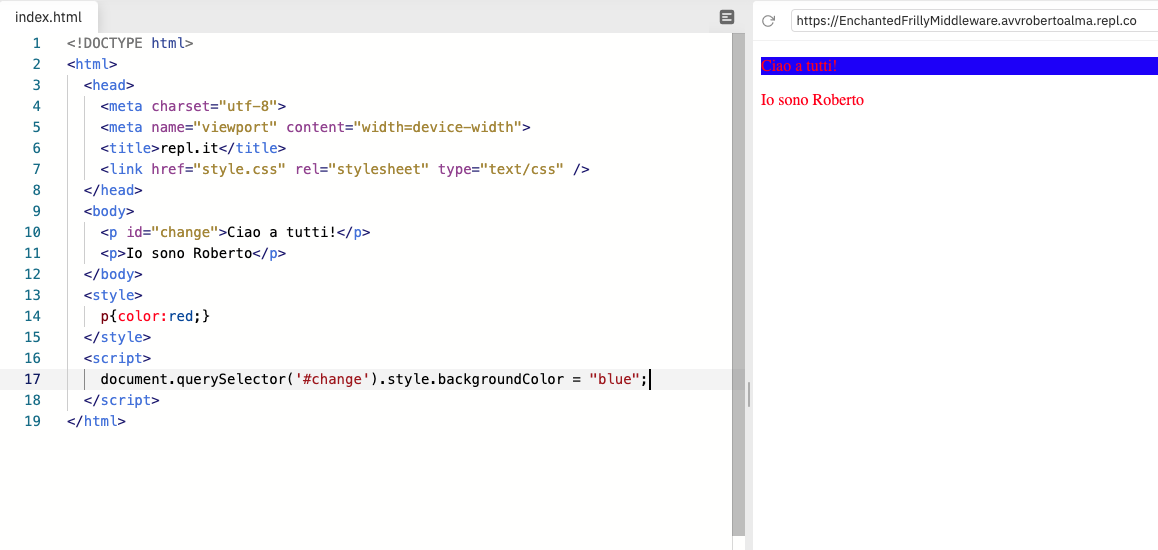 index.html
https://EnchantedFrillyMiddleware.avvrobertoalma.repl.co
1 <!DOCTYPE html>
2 <html>
3 <head>
4 <meta charset="utf-8">
5 <meta name="viewport" content="width=device-width">
6 <title>repl.it</title>
7 <link href="style.css" rel="stylesheet" type="text/css" />
8 </head>
9 <body>
10 <p id="change">Ciao a tutti!</p>
11 <p>Io sono Roberto</p>
12 </body>
13 <style>
14 p{color:red;}
15 </style>
16 <script>
17 document.querySelector('#change').style.backgroundColor = "blue";
18 </script>
19 </html>
Ciao a tutti!
Io sono Roberto